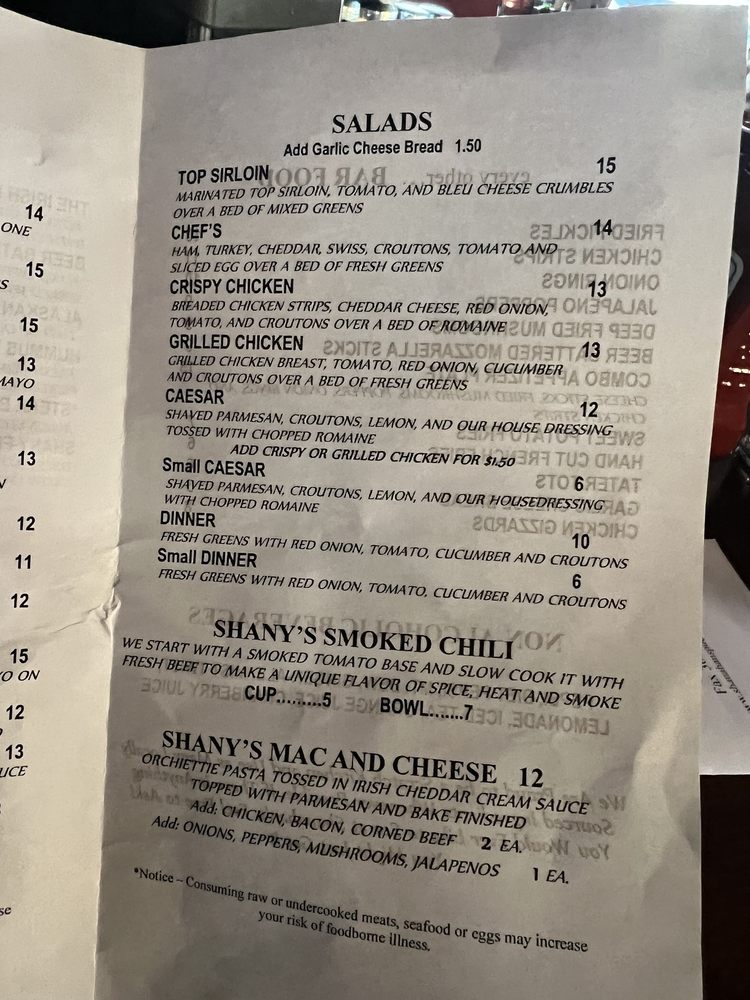 14
ONE
15
15
13
MAYO
14
13
12
11
12
15
YO ON
12
13
UCE
SALADS
Add Garlic Cheese Bread 1.50
TOP SIRLOIN 15
MARINATED TOP SIRLOIN, TOMATO, AND BLEU CHEESE CRUMBLES
OVER A BED OF MIXED GREENS
CHEF'S 14
HAM, TURKEY, CHEDDAR, SWISS, CROUTONS, TOMATO AND
SLICED EGG OVER A BED OF FRESH GREENS
CRISPY CHICKEN 13
BREADED CHICKEN STRIPS, CHEDDAR CHEESE, RED ONION,
TOMATO, AND CROUTONS OVER A BED OF ROMAINE
GRILLED CHICKEN 13
GRILLED CHICKEN BREAST, TOMATO, RED ONION, CUCUMBER
AND CROUTONS OVER A BED OF FRESH GREENS
CAESAR 12
SHAVED PARMESAN, CROUTONS, LEMON, AND OUR HOUSE DRESSING
TOSSED WITH CHOPPED ROMAINE
ADD CRISPY OR GRILLED CHICKEN FOR $1.50
Small CAESAR 6
SHAVED PARMESAN, CROUTONS, LEMON, AND OUR HOUSEDRESSING
WITH CHOPPED ROMAINE
DINNER 10
FRESH GREENS WITH RED ONION, TOMATO, CUCUMBER AND CROUTONS
Small DINNER 6
FRESH GREENS WITH RED ONION, TOMATO, CUCUMBER AND CROUTONS
SHANY'S SMOKED CHILI
WE START WITH A SMOKED TOMATO BASE AND SLOW COOK IT WITH
FRESH BEEF TO MAKE A UNIQUE FLAVOR OF SPICE, HEAT AND SMOKE
CUP.........5 BOWL.......7
SHANY'S MAC AND CHEESE 12
ORCHIETTIE PASTA TOSSED IN IRISH CHEDDAR CREAM SAUCE
TOPPED WITH PARMESAN AND BAKE FINISHED
Add: CHICKEN, BACON, CORNED BEEF 2 EA.
Add: ONIONS, PEPPERS, MUSHROOMS, JALAPENOS 1 EA.
*Notice – Consuming raw or undercooked meats, seafood or eggs may increase
your risk of foodborne illness.